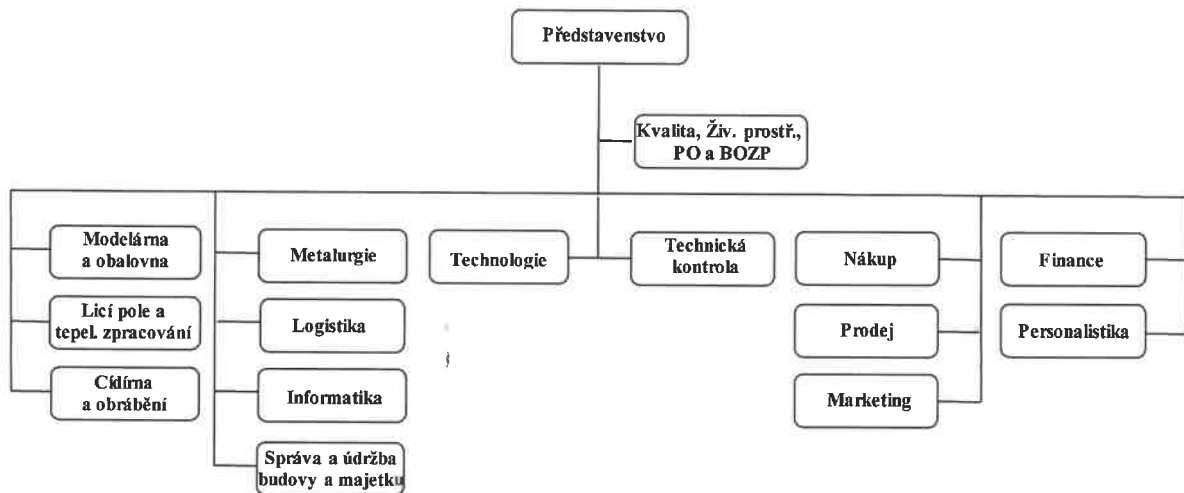 Představenstvo
Kvalita, Živ. prostř.,
PO a BOZP
Modelárna
a obalovna
Licí pole a
tepel. zpracování
Cídírna
a obrábění
Metalurgie
Logistika
Informatika
Správa a údržba
budovy a majetku
Technologie
Technická
kontrola
Nákup
Prodej
Marketing
Finance
Personalistika